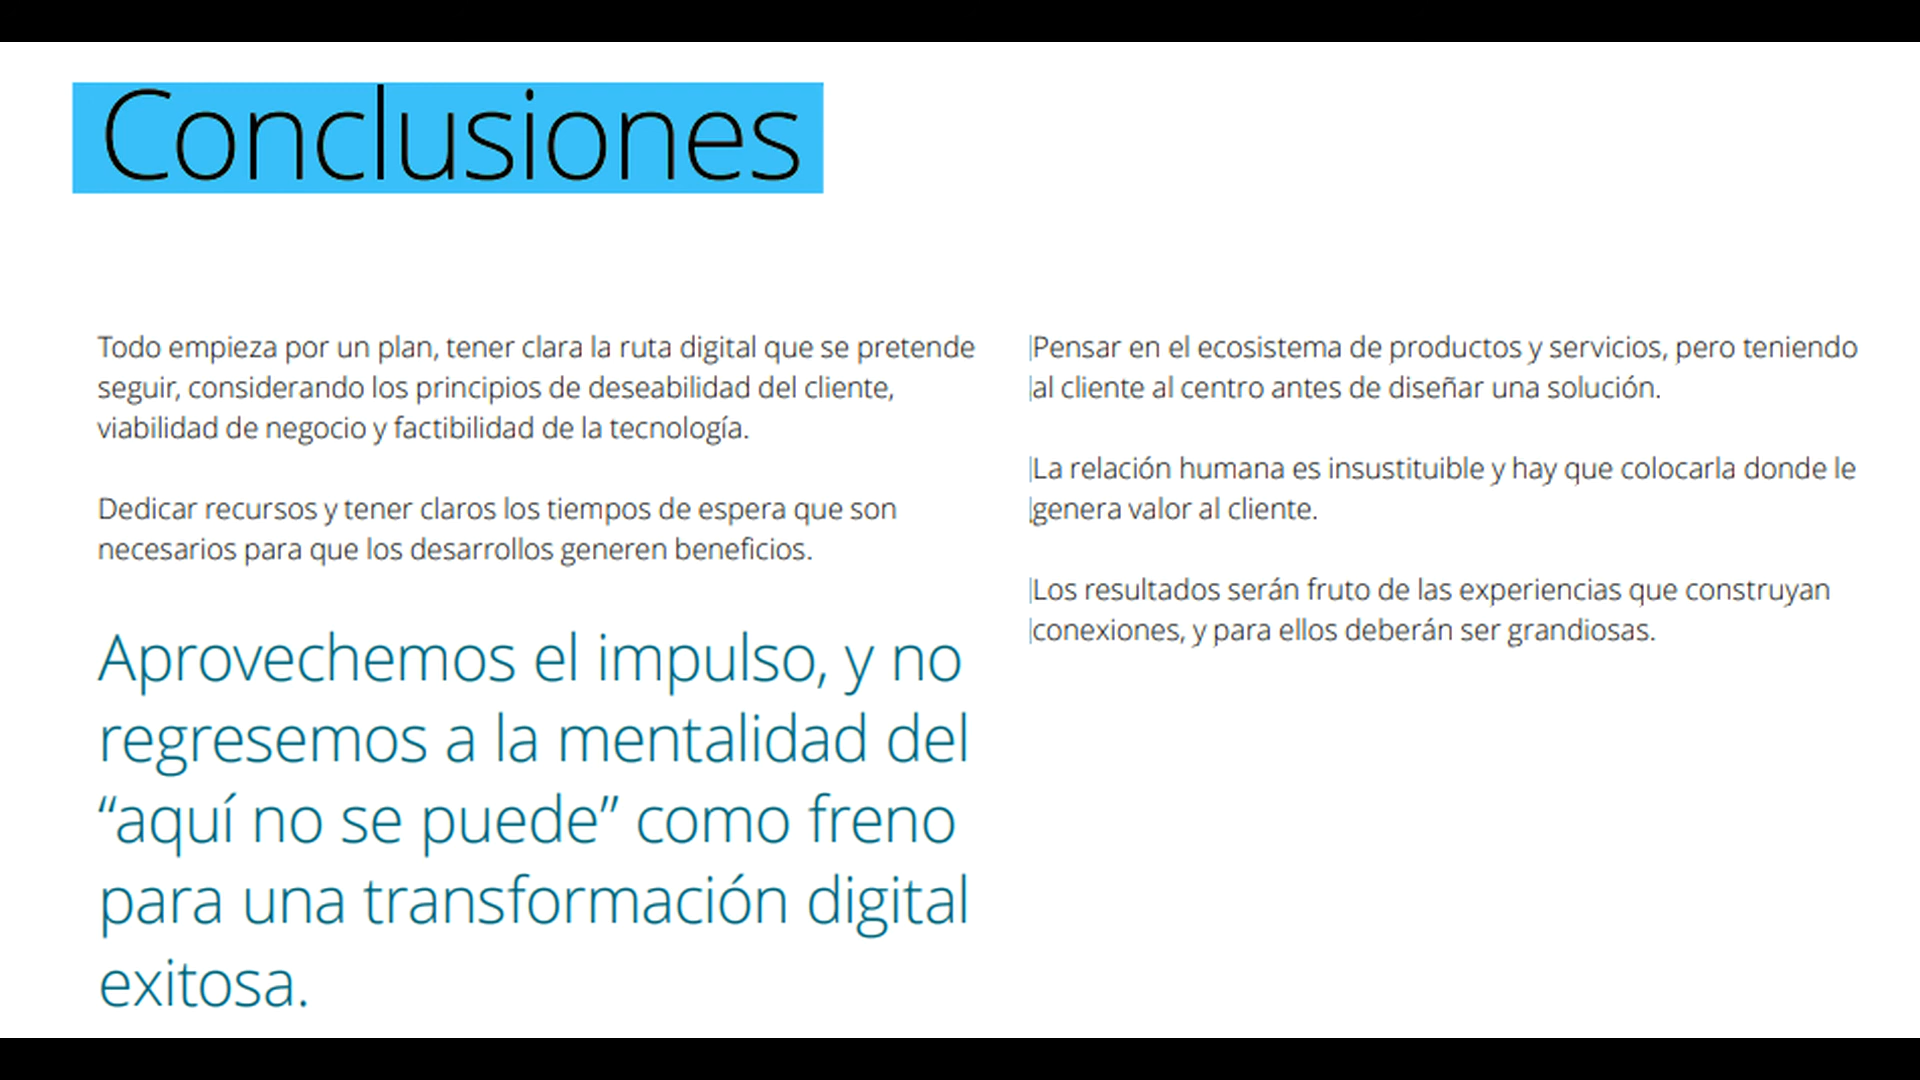 Conclusiones
Todo empieza por un plan, tener clara la ruta digital que se pretende
seguir, considerando los principios de deseabilidad del cliente,
viabilidad de negocio y factibilidad de la tecnología.
Dedicar recursos y tener claros los tiempos de espera que son
necesarios para que los desarrollos generen beneficios.
Aprovechemos el impulso, y no
regresemos a la mentalidad del
“aquí no se puede” como freno
para una transformación digital
exitosa.
Pensar en el ecosistema de productos y servicios, pero teniendo
al cliente al centro antes de diseñar una solución.
La relación humana es insustituible y hay que colocarla donde le
genera valor al cliente.
Los resultados serán fruto de las experiencias que construyan
conexiones, y para ellos deberán ser grandiosas.